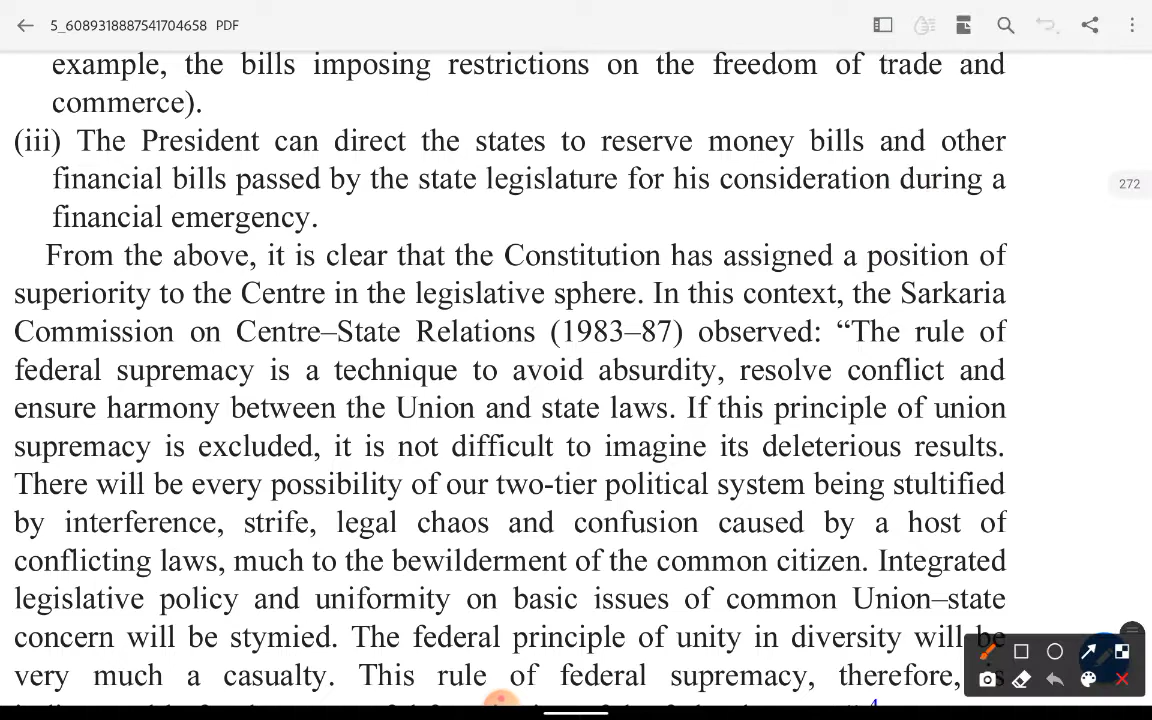 5_6089318887541704658 PDF
example, the bills imposing restrictions on the freedom of trade and
commerce).
(iii) The President can direct the states to reserve money bills and other
financial bills passed by the state legislature for his consideration during a
financial emergency.
272
From the above, it is clear that the Constitution has assigned a position of
superiority to the Centre in the legislative sphere. In this context, the Sarkaria
Commission on Centre–State Relations (1983–87) observed: “The rule of
federal supremacy is a technique to avoid absurdity, resolve conflict and
ensure harmony between the Union and state laws. If this principle of union
supremacy is excluded, it is not difficult to imagine its deleterious results.
There will be every possibility of our two-tier political system being stultified
by interference, strife, legal chaos and confusion caused by a host of
conflicting laws, much to the bewilderment of the common citizen. Integrated
legislative policy and uniformity on basic issues of common Union–state
concern will be stymied. The federal principle of unity in diversity will be
very much a casualty. This rule of federal supremacy, therefore,